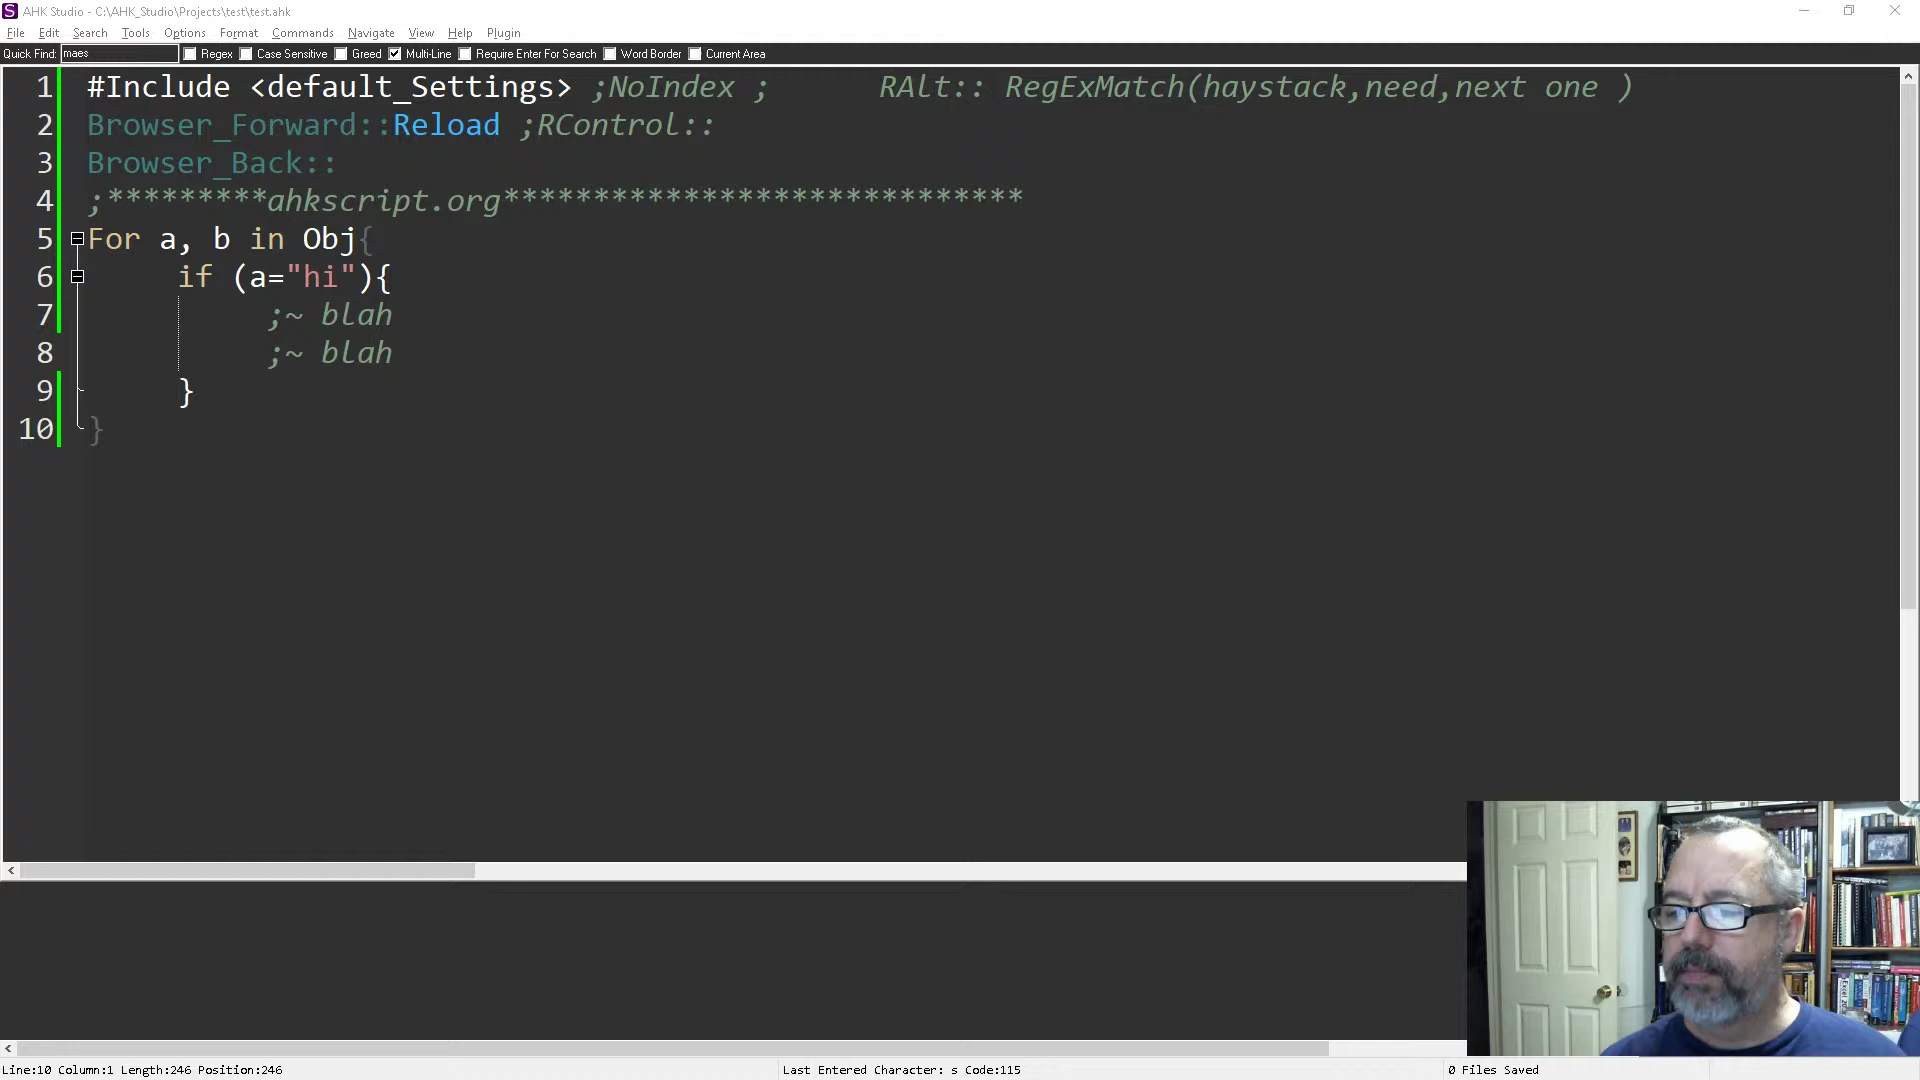 AHK Studio - C:\AHK_Studio\Projects\test\test.ahk
File Edit Search Tools Options Format Commands Navigate View Help Plugin
Quick Find: maes Regex Case Sensitive Greed Multi-Line Require Enter For Search Word Border Current Area
1 #Include <default_Settings> ;NoIndex ; RAlt:: RegExMatch(haystack,need,next one )
2 Browser_Forward::Reload ;RControl::
3 Browser_Back::
4 ;*********ahkscript.org*****************************
5 For a, b in Obj{
6 if (a="hi"){
7 ;~ blah
8 ;~ blah
9 }
10 }
Line:10 Column:1 Length:246 Position:246 Last Entered Character: s Code:115 0 Files Saved